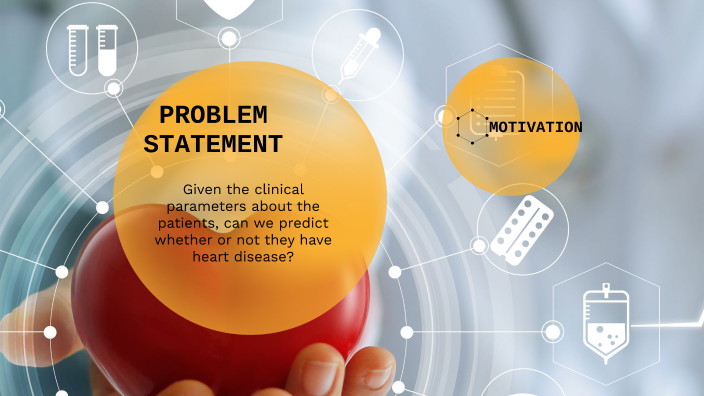 PROBLEM
STATEMENT
Given the clinical
parameters about the
patients, can we predict
whether or not they have
heart disease?
MOTIVATION